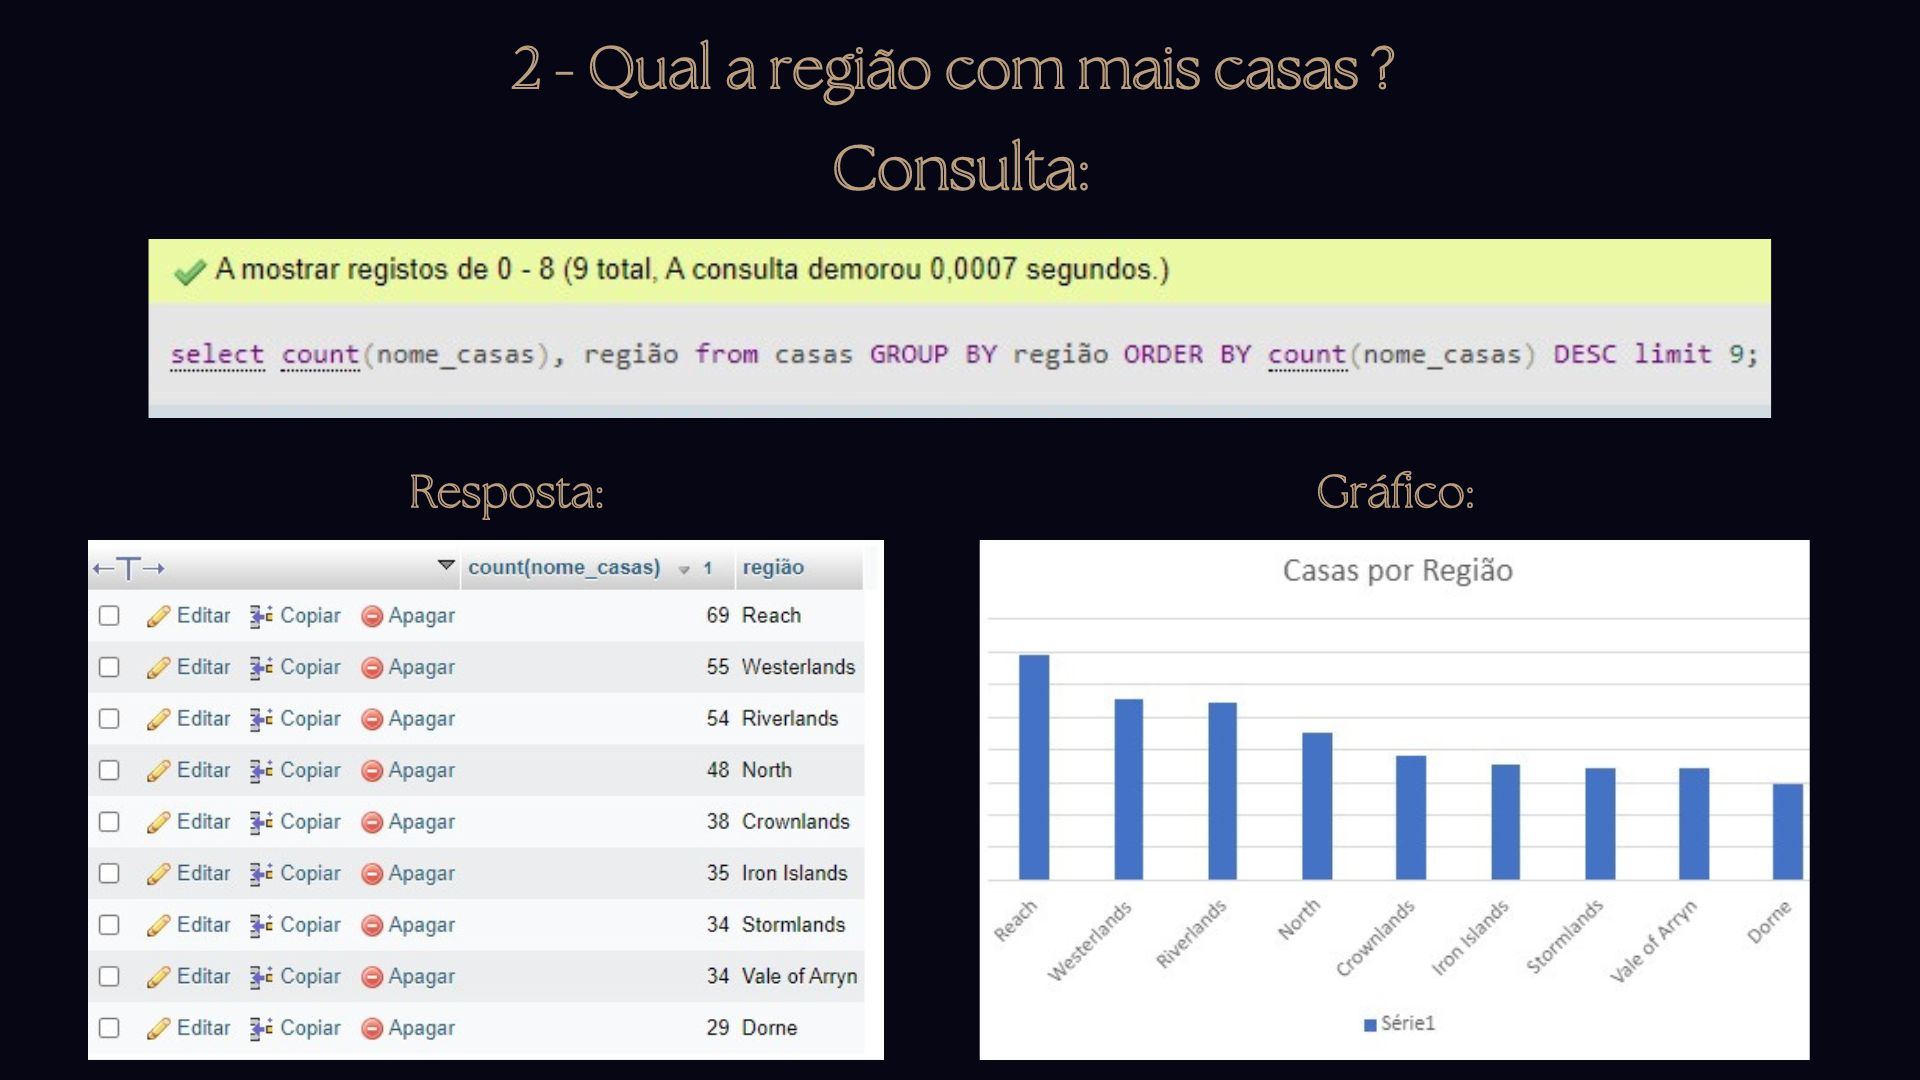 2 - Qual a região com mais casas ?
Consulta:
A mostrar registos de 0 - 8 (9 total, A consulta demorou 0,0007 segundos.)
select count(nome_casas), região from casas GROUP BY região ORDER BY count(nome_casas) DESC limit 9;
Resposta:
←T→ count(nome_casas) 1 região
Editar Copiar Apagar 69 Reach
Editar Copiar Apagar 55 Westerlands
Editar Copiar Apagar 54 Riverlands
Editar Copiar Apagar 48 North
Editar Copiar Apagar 38 Crownlands
Editar Copiar Apagar 35 Iron Islands
Editar Copiar Apagar 34 Stormlands
Editar Copiar Apagar 34 Vale of Arryn
Editar Copiar Apagar 29 Dorne
Gráfico:
Casas por Região
Reach
Westerlands
Riverlands
North
Crownlands
Iron Islands
Stormlands
Vale of Arryn
Dorne
Série1